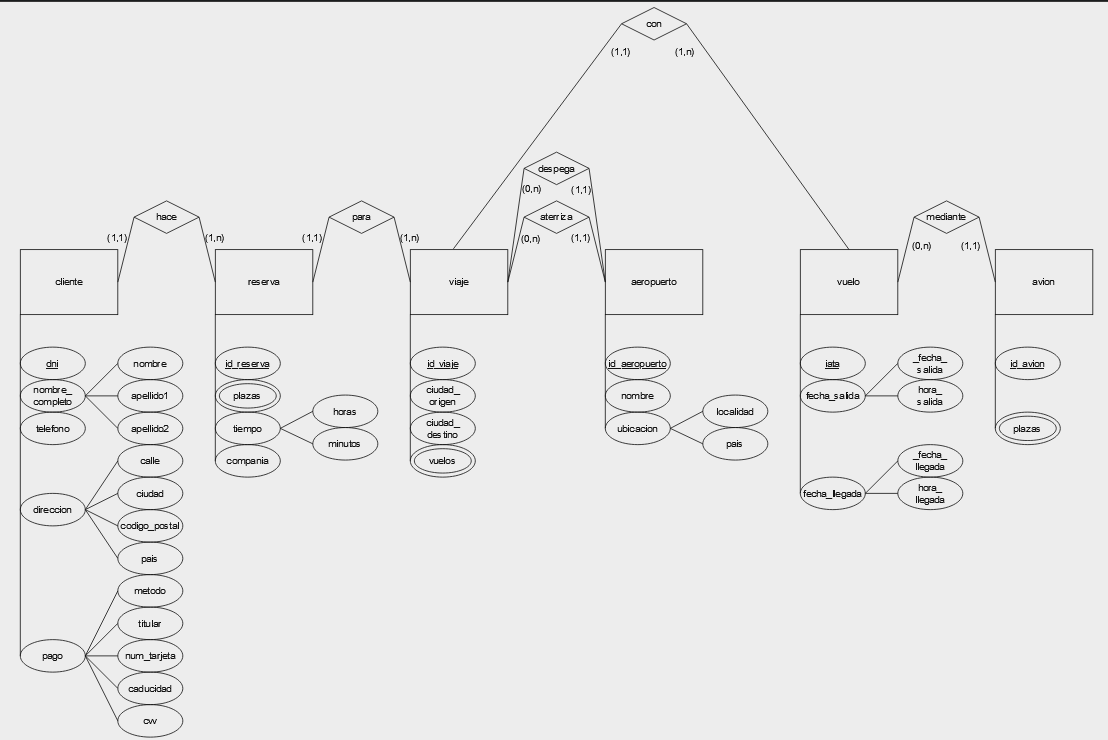 con
(1,1)
(1,n)
despega
(0,n)
(1,1)
aterriza
(0,n)
(1,1)
hace
(1,1)
(1,n)
para
(1,1)
(1,n)
mediante
(0,n)
(1,1)
cliente
reserva
viaje
aeropuerto
vuelo
avion
dni
nombre_
completo
telefono
nombre
apellido1
apellido2
direccion
calle
ciudad
codigo_postal
pais
pago
metodo
titular
num_tarjeta
caducidad
cvv
id_reserva
plazas
tiempo
horas
minutos
compania
id_viaje
ciudad_
origen
ciudad_
destino
vuelos
id_aeropuerto
nombre
ubicacion
localidad
pais
iata
fecha_salida
_fecha_
salida
hora_
salida
fecha_llegada
_fecha_
llegada
hora_
llegada
id_avion
plazas